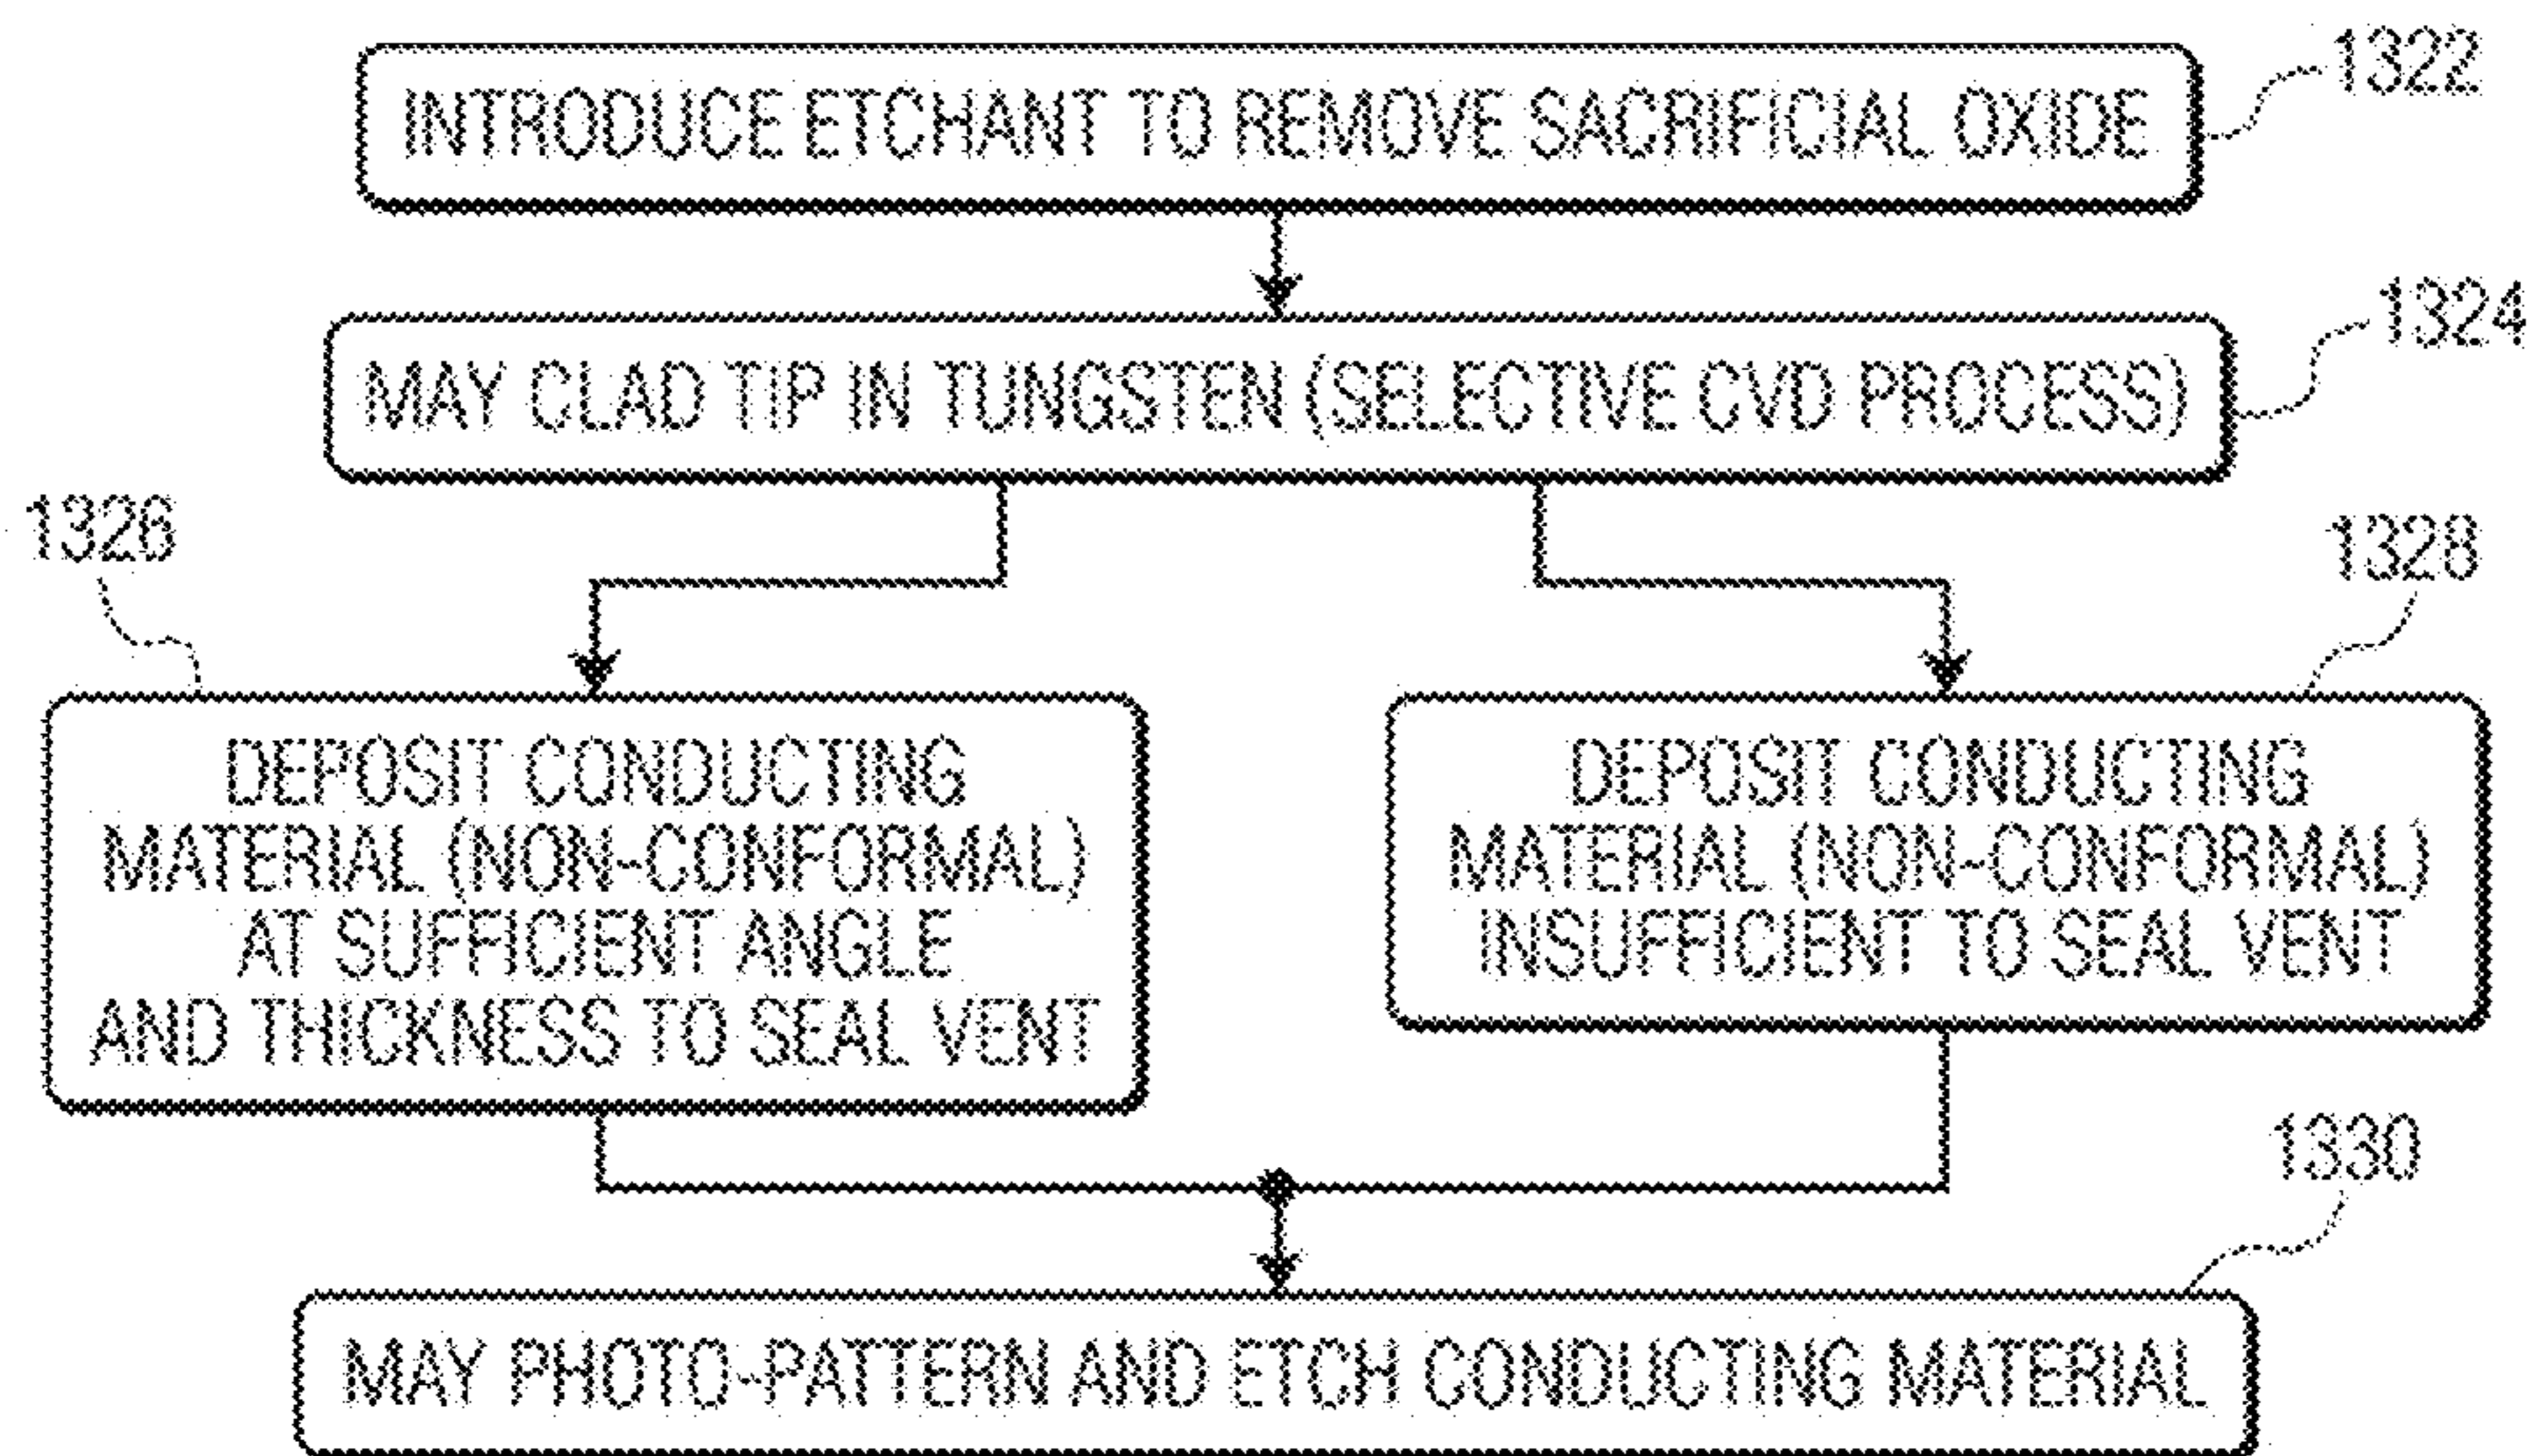 INTRODUCE ETCHANT TO REMOVE SACRIFICIAL OXIDE
1322
MAY CLAD TIP IN TUNGSTEN (SELECTIVE CVD PROCESS)
1324
1326
DEPOSIT CONDUCTING
MATERIAL (NON-CONFORMAL)
AT SUFFICIENT ANGLE
AND THICKNESS TO SEAL VENT
1328
DEPOSIT CONDUCTING
MATERIAL (NON-CONFORMAL)
INSUFFICIENT TO SEAL VENT
1330
MAY PHOTO-PATTERN AND ETCH CONDUCTING MATERIAL